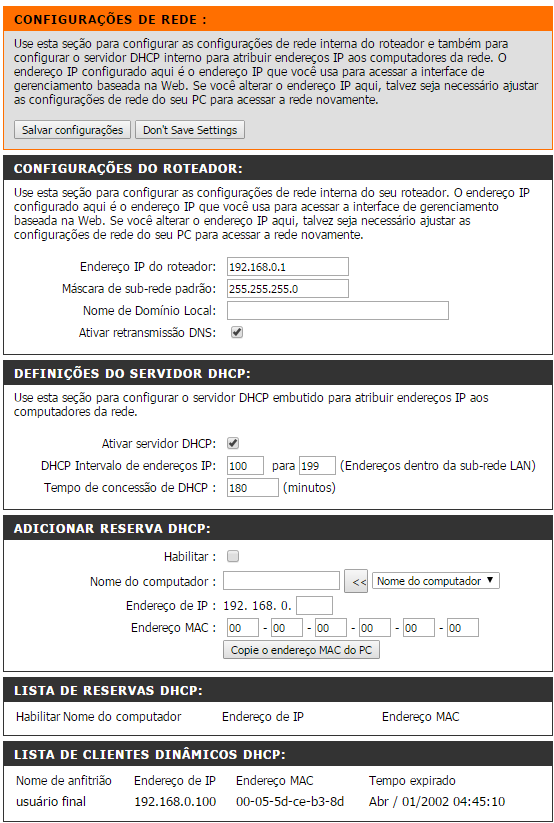 CONFIGURAÇÕES DE REDE :
Use esta seção para configurar as configurações de rede interna do roteador e também para
configurar o servidor DHCP interno para atribuir endereços IP aos computadores da rede. O
endereço IP configurado aqui é o endereço IP que você usa para acessar a interface de
gerenciamento baseada na Web. Se você alterar o endereço IP aqui, talvez seja necessário ajustar
as configurações de rede do seu PC para acessar a rede novamente.
Salvar configurações Don't Save Settings
CONFIGURAÇÕES DO ROTEADOR:
Use esta seção para configurar as configurações de rede interna do seu roteador. O endereço IP
configurado aqui é o endereço IP que você usa para acessar a interface de gerenciamento
baseada na Web. Se você alterar o endereço IP aqui, talvez seja necessário ajustar as
configurações de rede do seu PC para acessar a rede novamente.
Endereço IP do roteador: 192.168.0.1
Máscara de sub-rede padrão: 255.255.255.0
Nome de Domínio Local:
Ativar retransmissão DNS:
DEFINIÇÕES DO SERVIDOR DHCP:
Use esta seção para configurar o servidor DHCP embutido para atribuir endereços IP aos
computadores da rede.
Ativar servidor DHCP:
DHCP Intervalo de endereços IP: 100 para 199 (Endereços dentro da sub-rede LAN)
Tempo de concessão de DHCP : 180 (minutos)
ADICIONAR RESERVA DHCP:
Habilitar :
Nome do computador : << Nome do computador
Endereço de IP : 192. 168. 0.
Endereço MAC : 00 - 00 - 00 - 00 - 00 - 00
Copie o endereço MAC do PC
LISTA DE RESERVAS DHCP:
Habilitar Nome do computador Endereço de IP Endereço MAC
LISTA DE CLIENTES DINÂMICOS DHCP:
Nome de anfitrião Endereço de IP Endereço MAC Tempo expirado
usuário final 192.168.0.100 00-05-5d-ce-b3-8d Abr / 01/2002 04:45:10